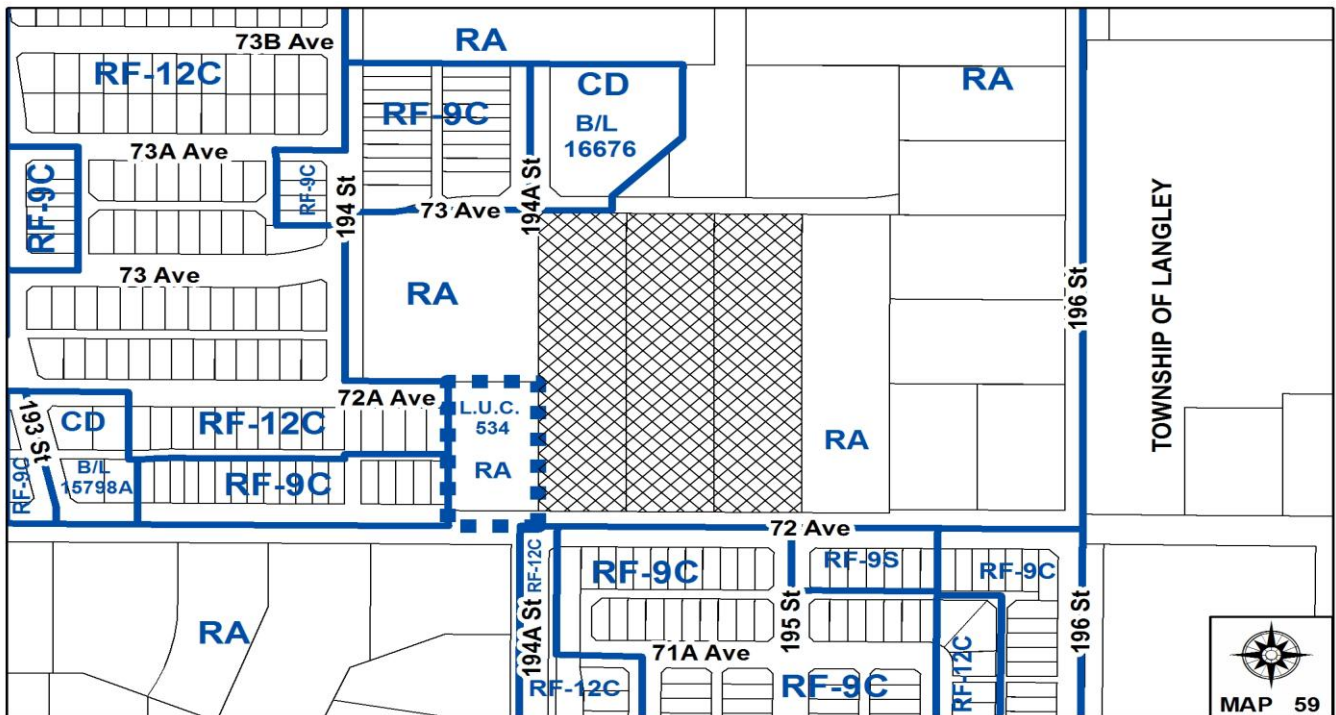 73B Ave
RA
RF-12C
CD
RA
RF-9C
B/L
16676
73A Ave
RF-9C
RF-9C
194 St
194A St
73 Ave
TOWNSHIP OF LANGLEY
73 Ave
RA
196 St
72A Ave
L.U.C.
534
193 St
CD
RF-12C
RA
RA
B/L
15798A
RF-9C
RF-9C
72 Ave
RF-12C
RF-9C
RF-9S
RF-9C
RA
194A St
195 St
196 St
71A Ave
RF-12C
RF-12C
RF-9C
MAP 59